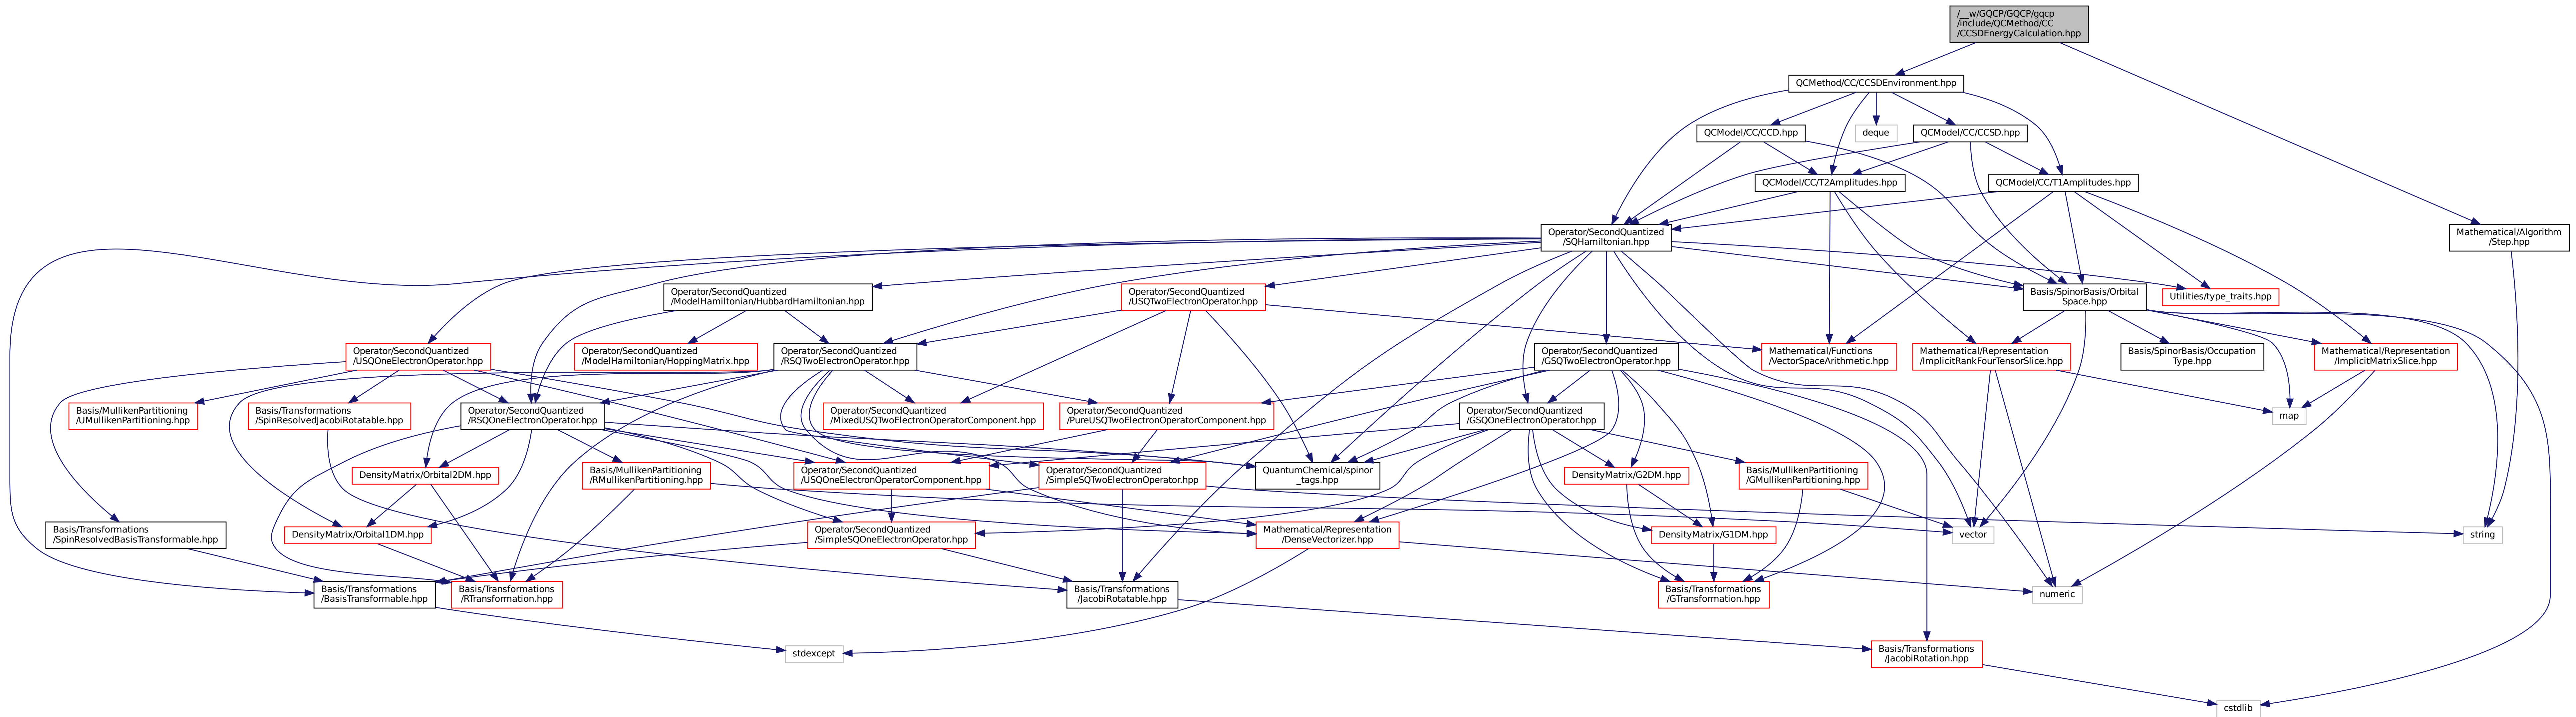 /__w/GQCP/GQCP/gqcp
/include/QCMethod/CC
/CCSDEnergyCalculation.hpp
QCMethod/CC/CCSDEnvironment.hpp
QCModel/CC/CCD.hpp
deque
QCModel/CC/CCSD.hpp
QCModel/CC/T2Amplitudes.hpp
QCModel/CC/T1Amplitudes.hpp
Operator/SecondQuantized
/SQHamiltonian.hpp
Mathematical/Algorithm
/Step.hpp
Operator/SecondQuantized
/ModelHamiltonian/HubbardHamiltonian.hpp
Operator/SecondQuantized
/USQTwoElectronOperator.hpp
Basis/SpinorBasis/Orbital
Space.hpp
Utilities/type_traits.hpp
Operator/SecondQuantized
/USQOneElectronOperator.hpp
Operator/SecondQuantized
/ModelHamiltonian/HoppingMatrix.hpp
Operator/SecondQuantized
/RSQTwoElectronOperator.hpp
Operator/SecondQuantized
/GSQTwoElectronOperator.hpp
Mathematical/Functions
/VectorSpaceArithmetic.hpp
Mathematical/Representation
/ImplicitRankFourTensorSlice.hpp
Basis/SpinorBasis/Occupation
Type.hpp
Mathematical/Representation
/ImplicitMatrixSlice.hpp
Basis/MullikenPartitioning
/UMullikenPartitioning.hpp
Basis/Transformations
/SpinResolvedJacobiRotatable.hpp
Operator/SecondQuantized
/RSQOneElectronOperator.hpp
Operator/SecondQuantized
/MixedUSQTwoElectronOperatorComponent.hpp
Operator/SecondQuantized
/PureUSQTwoElectronOperatorComponent.hpp
Operator/SecondQuantized
/GSQOneElectronOperator.hpp
map
DensityMatrix/Orbital2DM.hpp
Basis/MullikenPartitioning
/RMullikenPartitioning.hpp
Operator/SecondQuantized
/USQOneElectronOperatorComponent.hpp
Operator/SecondQuantized
/SimpleSQTwoElectronOperator.hpp
QuantumChemical/spinor
_tags.hpp
DensityMatrix/G2DM.hpp
Basis/MullikenPartitioning
/GMullikenPartitioning.hpp
Basis/Transformations
/SpinResolvedBasisTransformable.hpp
DensityMatrix/Orbital1DM.hpp
Operator/SecondQuantized
/SimpleSQOneElectronOperator.hpp
Mathematical/Representation
/DenseVectorizer.hpp
DensityMatrix/G1DM.hpp
vector
string
Basis/Transformations
/BasisTransformable.hpp
Basis/Transformations
/RTransformation.hpp
Basis/Transformations
/JacobiRotatable.hpp
Basis/Transformations
/GTransformation.hpp
numeric
stdexcept
Basis/Transformations
/JacobiRotation.hpp
cstdlib